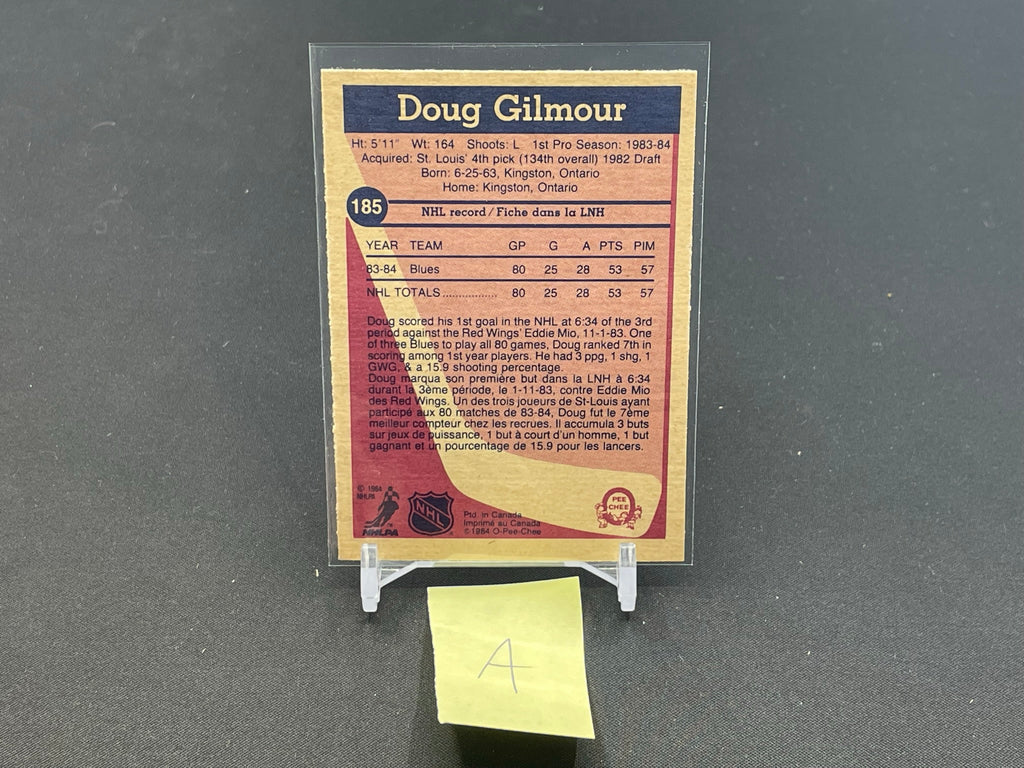 Doug Gilmour
Ht: 5'11" Wt: 164 Shoots: L 1st Pro Season: 1983-84
Acquired: St. Louis' 4th pick (134th overall) 1982 Draft
Born: 6-25-63, Kingston, Ontario
Home: Kingston, Ontario
185
NHL record/Fiche dans la LNH
YEAR TEAM GP G A PTS PIM
83-84 Blues 80 25 28 53 57
NHL TOTALS................. 80 25 28 53 57
Doug scored his 1st goal in the NHL at 6:34 of the 3rd
period against the Red Wings' Eddie Mio, 11-1-83. One
of three Blues to play all 80 games, Doug ranked 7th in
scoring among 1st year players. He had 3 ppg, 1 shg, 1
GWG, & a 15.9 shooting percentage.
Doug marqua son première but dans la LNH à 6:34
durant la 3ème période, le 1-11-83, contre Eddie Mio
des Red Wings. Un des trois joueurs de St-Louis ayant
participé aux 80 matches de 83-84, Doug fut le 7ème
meilleur compteur chez les recrues. Il accumula 3 buts
sur jeux de puissance, 1 but à court d'un homme, 1 but
gagnant et un pourcentage de 15.9 pour les lancers.
© 1984
NHLPA
NHLPA
NHL
Ptd. in Canada
Imprimé au Canada
© 1984 O-Pee-Chee
PEE
CHEE
A